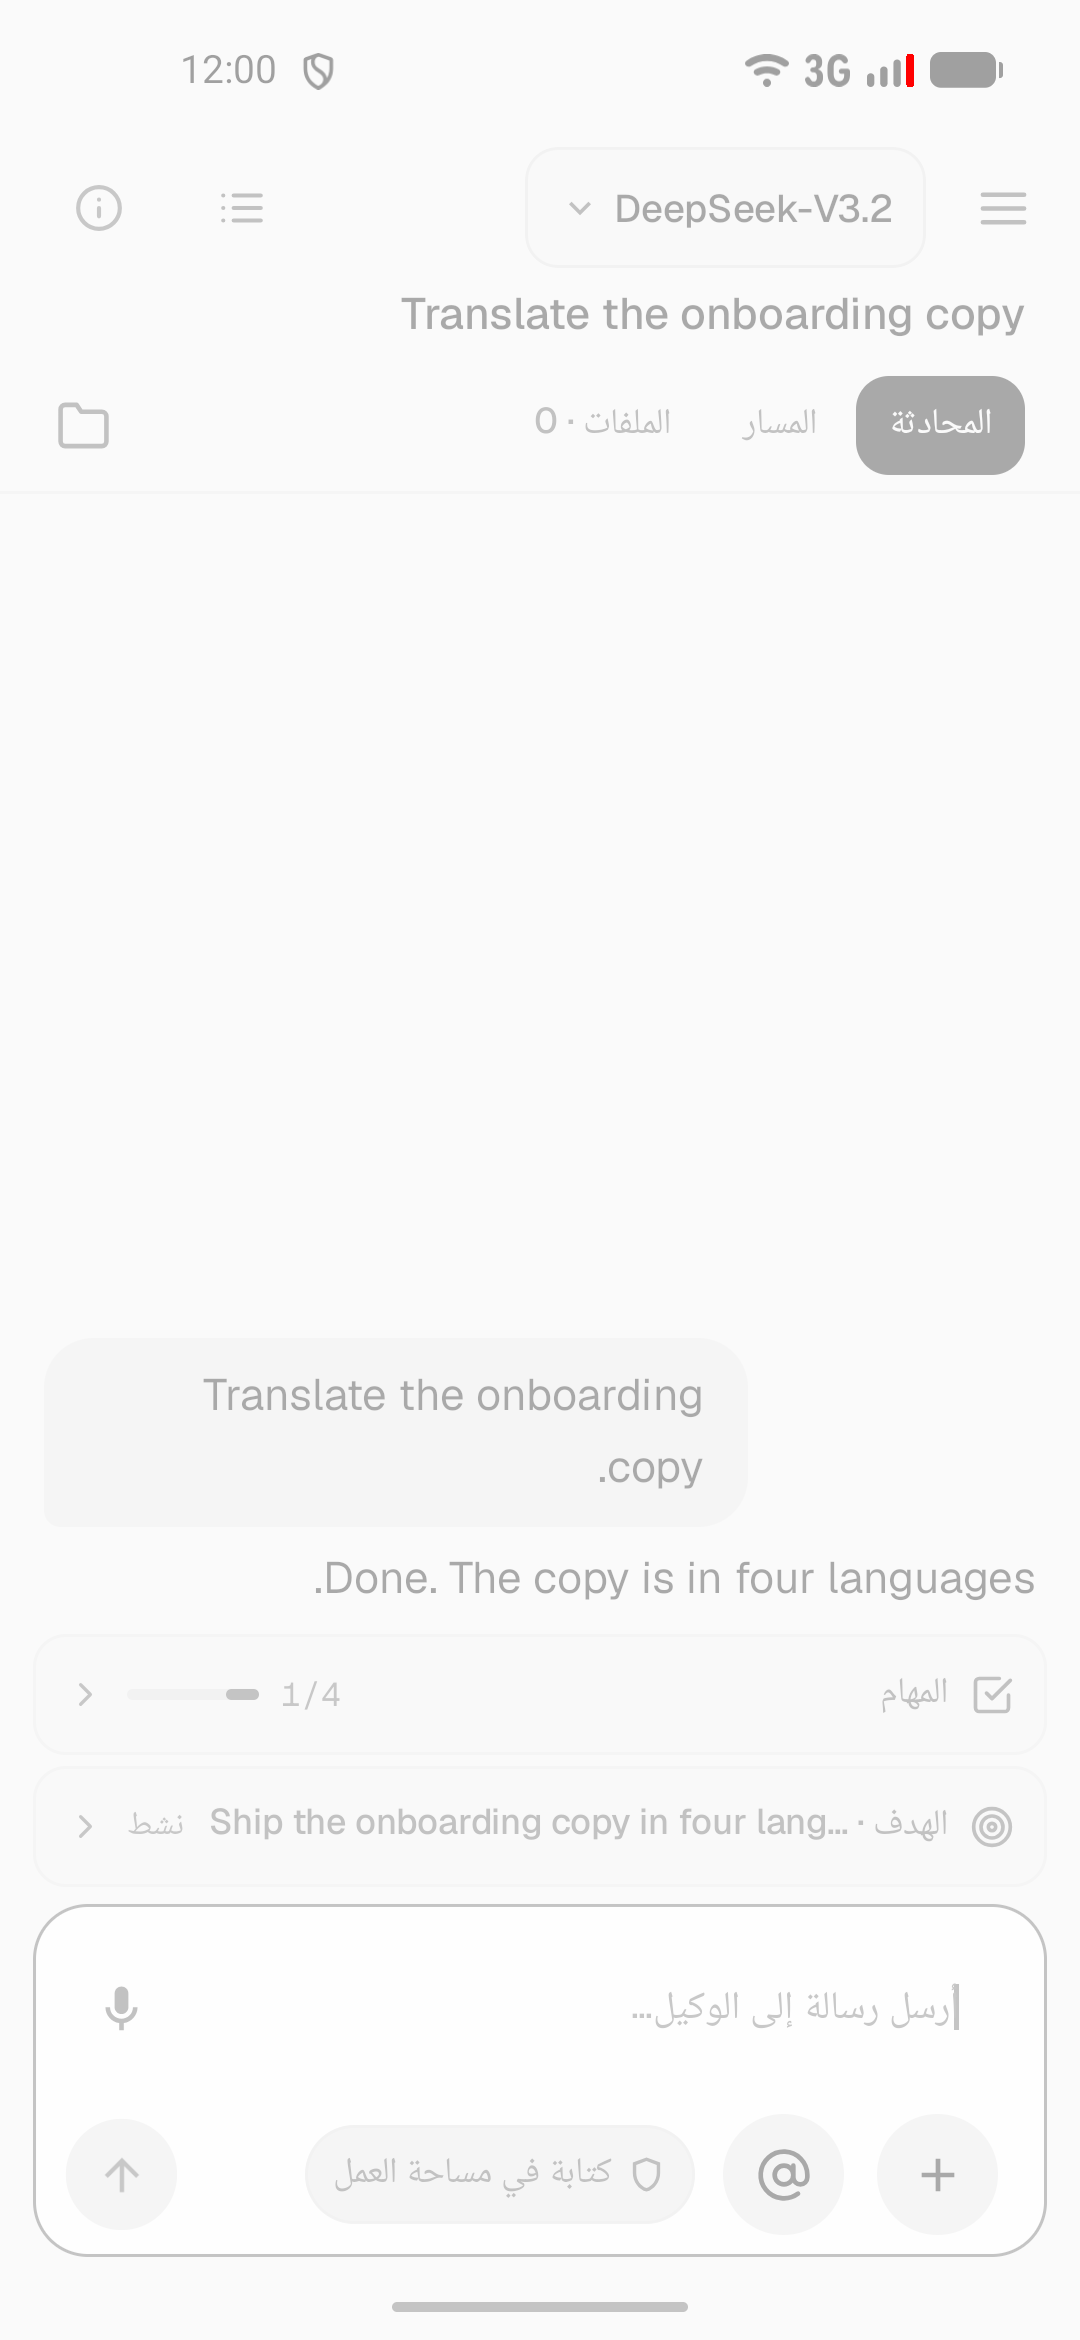 12:00
3G
DeepSeek-V3.2
Translate the onboarding copy
المحادثة
المسار
الملفات · 0
Translate the onboarding
copy.
Done. The copy is in four languages.
المهام
1/4
الهدف · Ship the onboarding copy in four lang...
نشط
أرسل رسالة إلى الوكيل...
كتابة في مساحة العمل